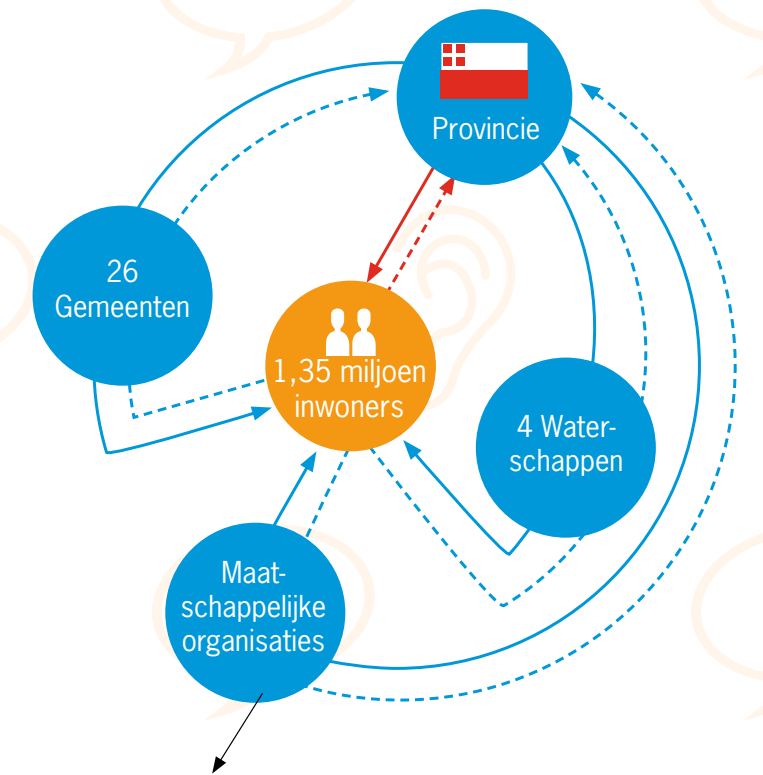 Provincie
26
Gemeenten
1,35 miljoen
inwoners
4 Water-
schappen
Maat-
schappelijke
organisaties